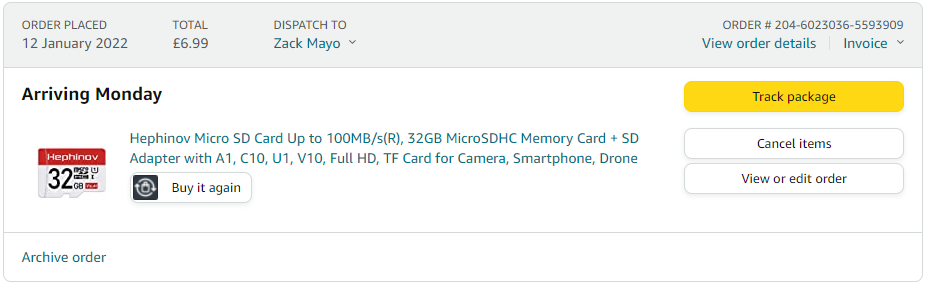 ORDER PLACED
12 January 2022
TOTAL
£6.99
DISPATCH TO
Zack Mayo
ORDER # 204-6023036-5593909
View order details
Invoice
Arriving Monday
Track package
Hephinov
32
GB
Hephinov Micro SD Card Up to 100MB/s(R), 32GB MicroSDHC Memory Card + SD
Adapter with A1, C10, U1, V10, Full HD, TF Card for Camera, Smartphone, Drone
Buy it again
Cancel items
View or edit order
Archive order